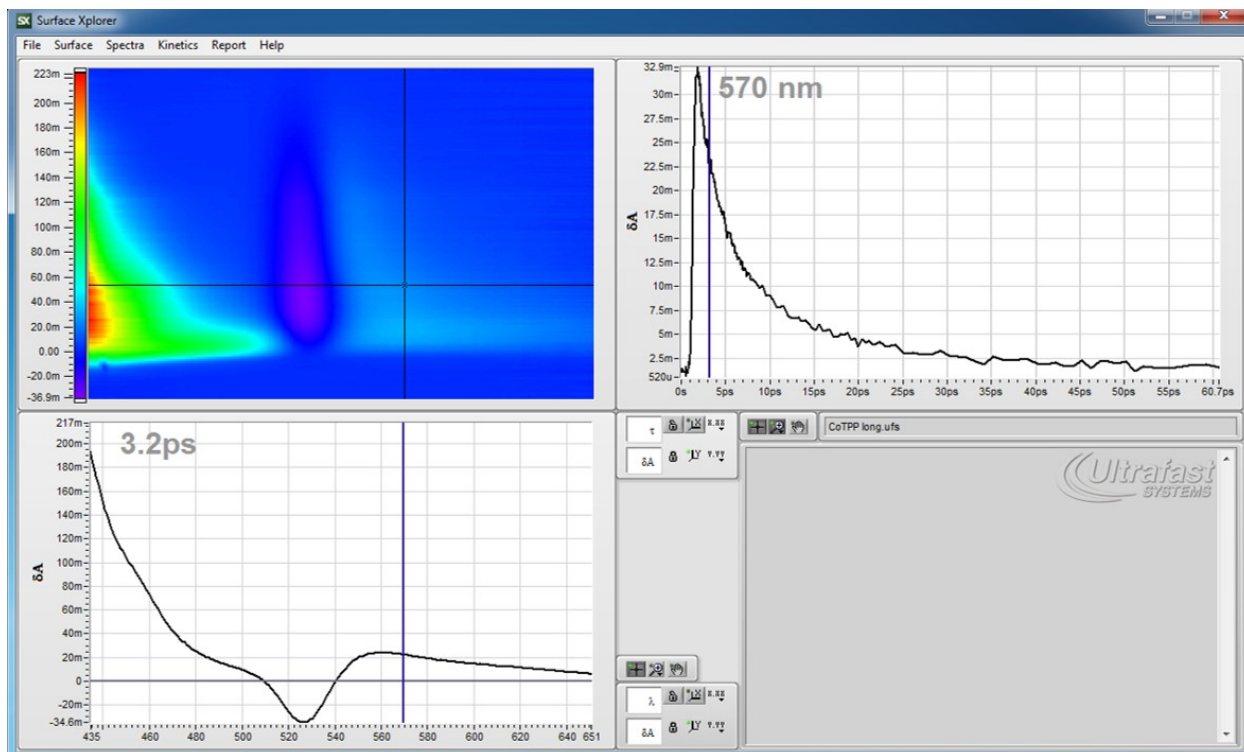 SX Surface Xplorer
File Surface Spectra Kinetics Report Help
223m
200m
180m
160m
140m
120m
100m
80.0m
60.0m
40.0m
20.0m
0.00
-20.0m
-36.9m
570 nm
32.9m
30m
27.5m
25m
22.5m
20m
17.5m
15m
12.5m
10m
7.5m
5m
2.5m
520u
δA
0s 5ps 10ps 15ps 20ps 25ps 30ps 35ps 40ps 45ps 50ps 55ps 60.7ps
3.2ps
217m
200m
180m
160m
140m
120m
100m
80m
60m
40m
20m
0
-20m
-34.6m
δA
435 460 480 500 520 540 560 580 600 620 640 651
τ
δA
CoTPP long.ufs
Ultrafast
SYSTEMS
λ
δA